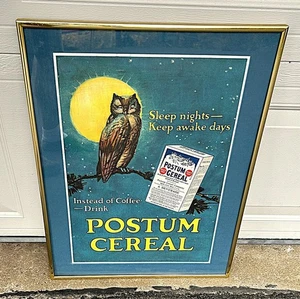 Sleep nights—
Keep awake days
POSTUM
CEREAL
Instead of Coffee
—Drink
POSTUM
CEREAL